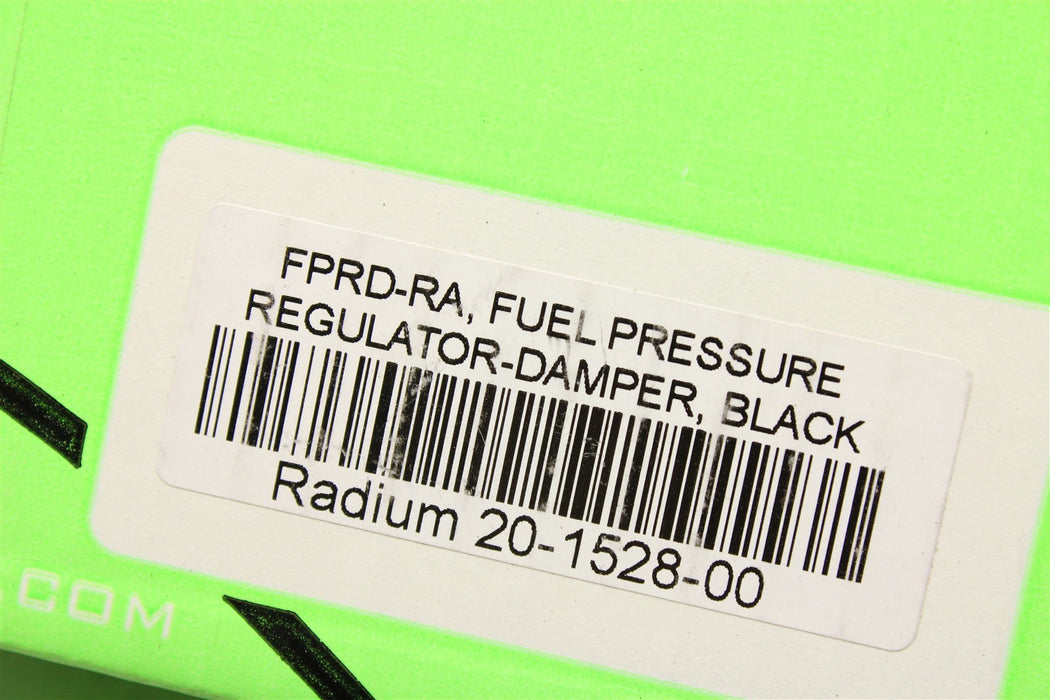 FPRD-RA, FUEL PRESSURE
REGULATOR-DAMPER, BLACK
Radium 20-1528-00
.COM